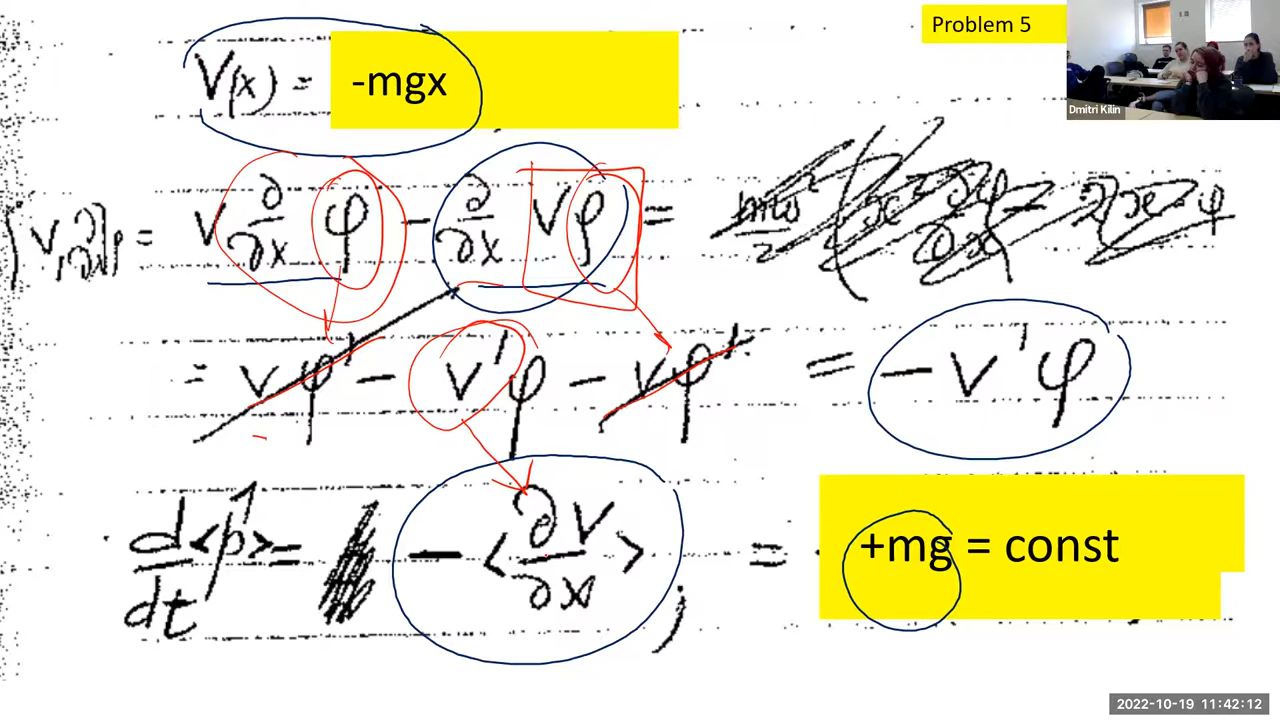 Problem 5
V(x) = -mgx
Dmitri Kilin
[V, ∂/∂x]φ = V ∂/∂x φ − ∂/∂x Vφ =
= Vφ' − V'φ − Vφ' = −V'φ
d<p̂>/dt = − <∂V/∂x> ; = +mg = const
2022-10-19 11:42:12